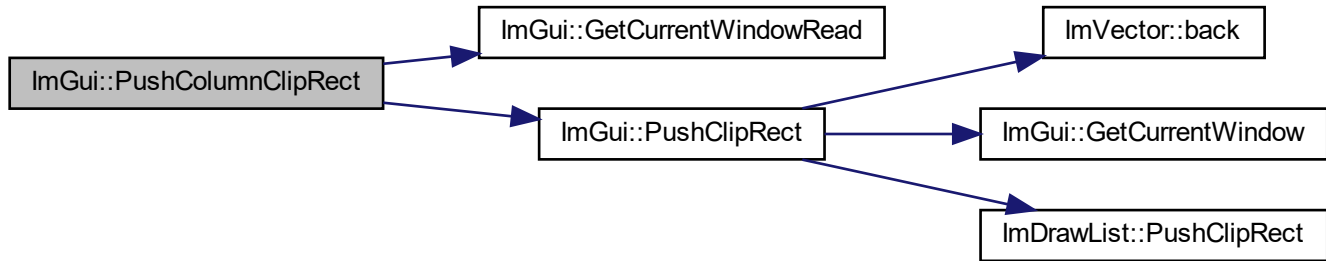 ImGui::PushColumnClipRect
ImGui::GetCurrentWindowRead
ImGui::PushClipRect
ImVector::back
ImGui::GetCurrentWindow
ImDrawList::PushClipRect